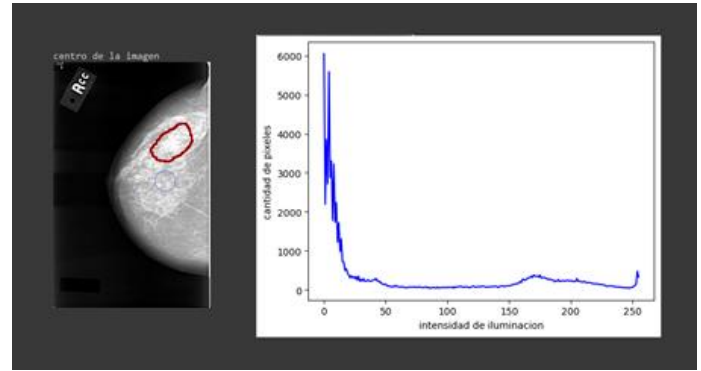 centro de la imagen
Rcc
6000
5000
4000
3000
2000
1000
0
cantidad de pixeles
0 50 100 150 200 250
intensidad de iluminacion